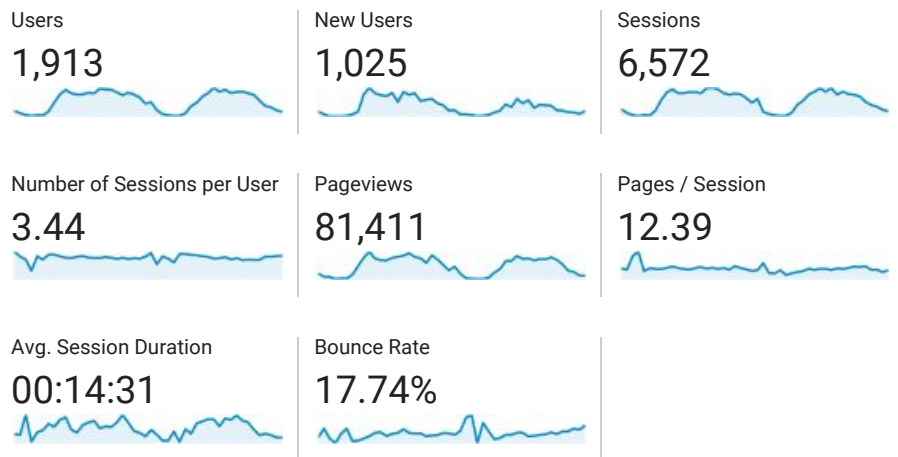 Users
1,913
New Users
1,025
Sessions
6,572
Number of Sessions per User
3.44
Pageviews
81,411
Pages / Session
12.39
Avg. Session Duration
00:14:31
Bounce Rate
17.74%